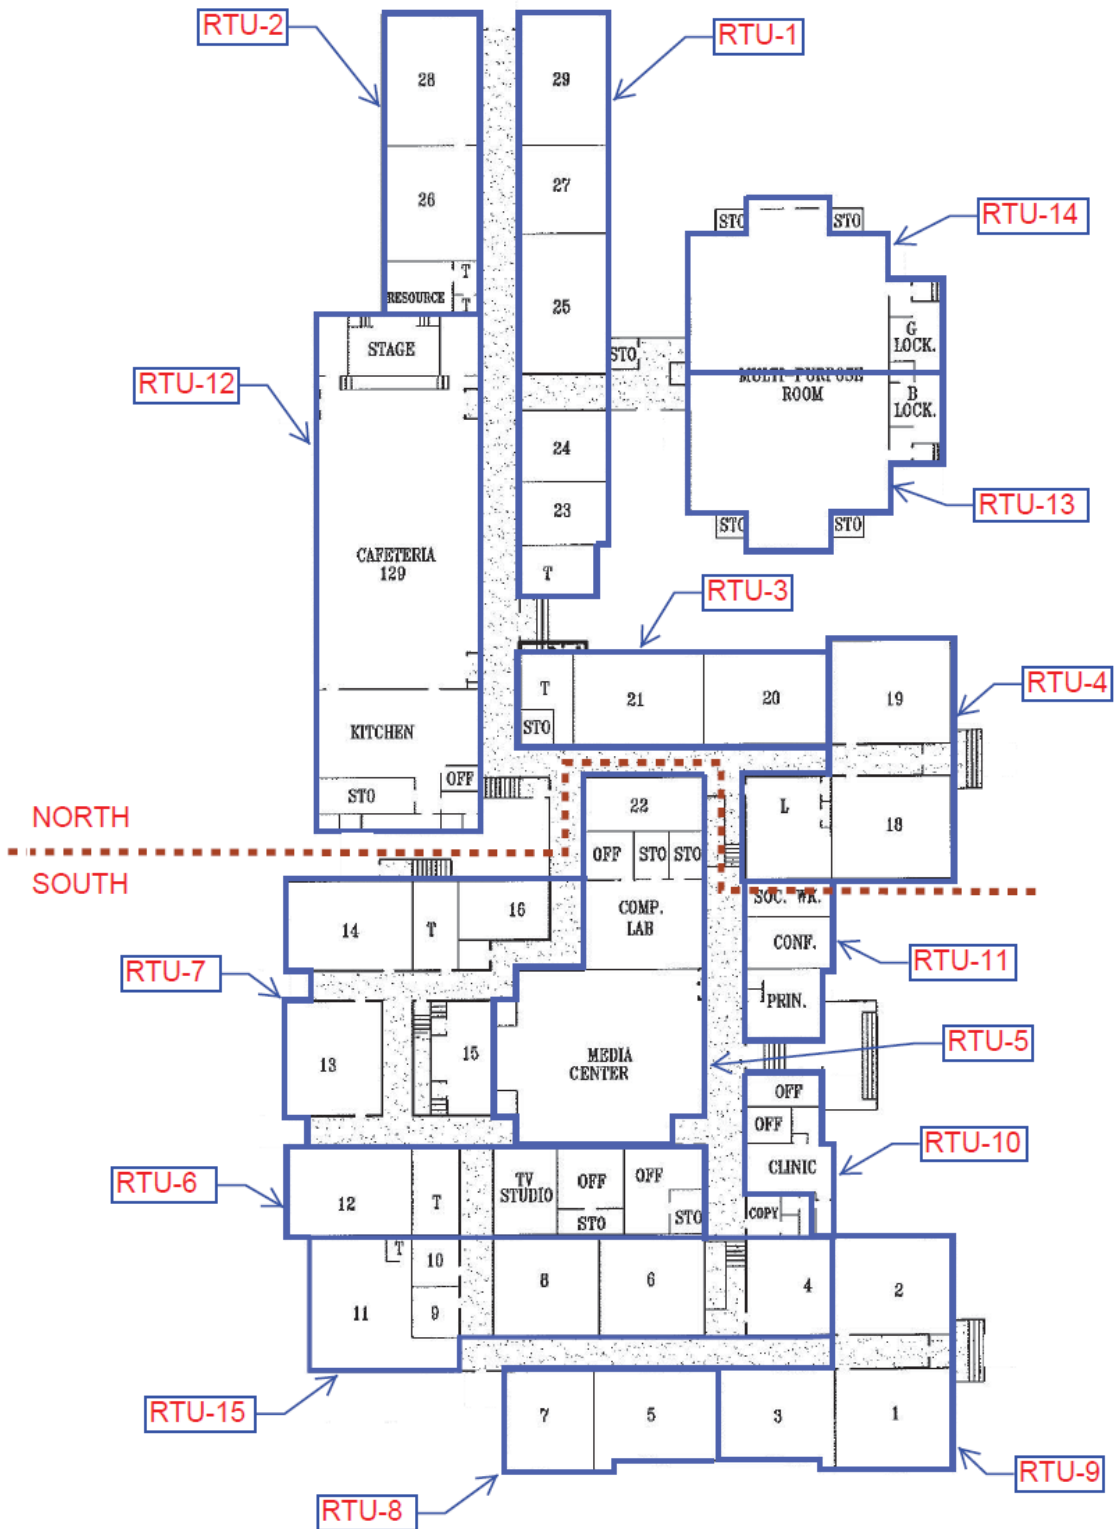 RTU-2
RTU-1
28
29
27
26
STO
STO
RTU-14
T
RESOURCE
T
25
G
LOCK.
STAGE
STO
RTU-12
MULTI-PURPOSE
ROOM
B
LOCK.
24
23
RTU-13
STO
STO
CAFETERIA
129
T
RTU-3
T
21
20
19
RTU-4
STO
KITCHEN
OFF
STO
22
L
18
NORTH
SOUTH
OFF
STO
STO
SOC. WK.
14
T
16
COMP.
LAB
CONF.
RTU-11
RTU-7
PRIN.
13
15
MEDIA
CENTER
RTU-5
OFF
OFF
RTU-10
CLINIC
RTU-6
12
T
TV
STUDIO
OFF
OFF
STO
STO
COPY
T
10
11
9
8
6
4
2
RTU-15
7
5
3
1
RTU-9
RTU-8